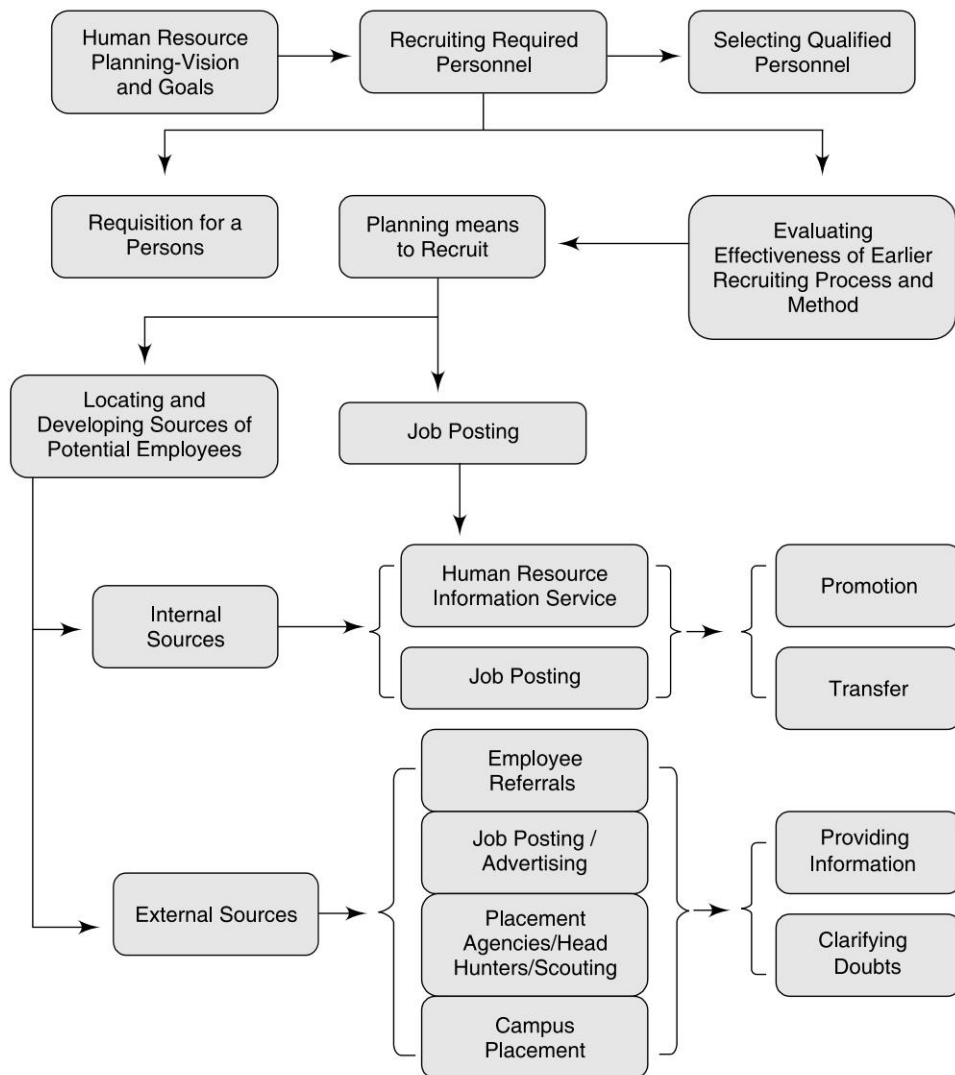 Human Resource
Planning-Vision
and Goals
Recruiting Required
Personnel
Selecting Qualified
Personnel
Requisition for a
Persons
Planning means
to Recruit
Evaluating
Effectiveness of Earlier
Recruiting Process and
Method
Locating and
Developing Sources of
Potential Employees
Job Posting
Internal
Sources
Human Resource
Information Service
Job Posting
Promotion
Transfer
External Sources
Employee
Referrals
Job Posting /
Advertising
Placement
Agencies/Head
Hunters/Scouting
Campus
Placement
Providing
Information
Clarifying
Doubts